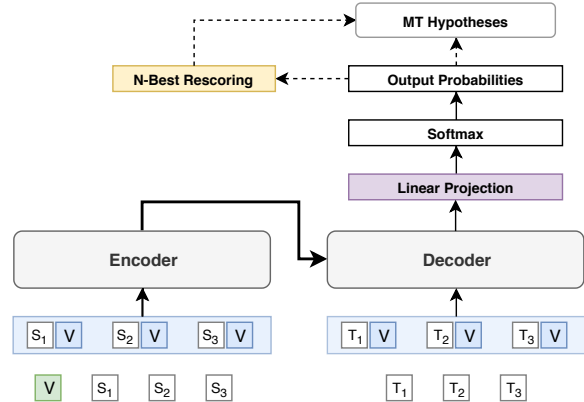 MT Hypotheses
N-Best Rescoring
Output Probabilities
Softmax
Linear Projection
Encoder
Decoder
S1 V S2 V S3 V
T1 V T2 V T3 V
V S1 S2 S3
T1 T2 T3